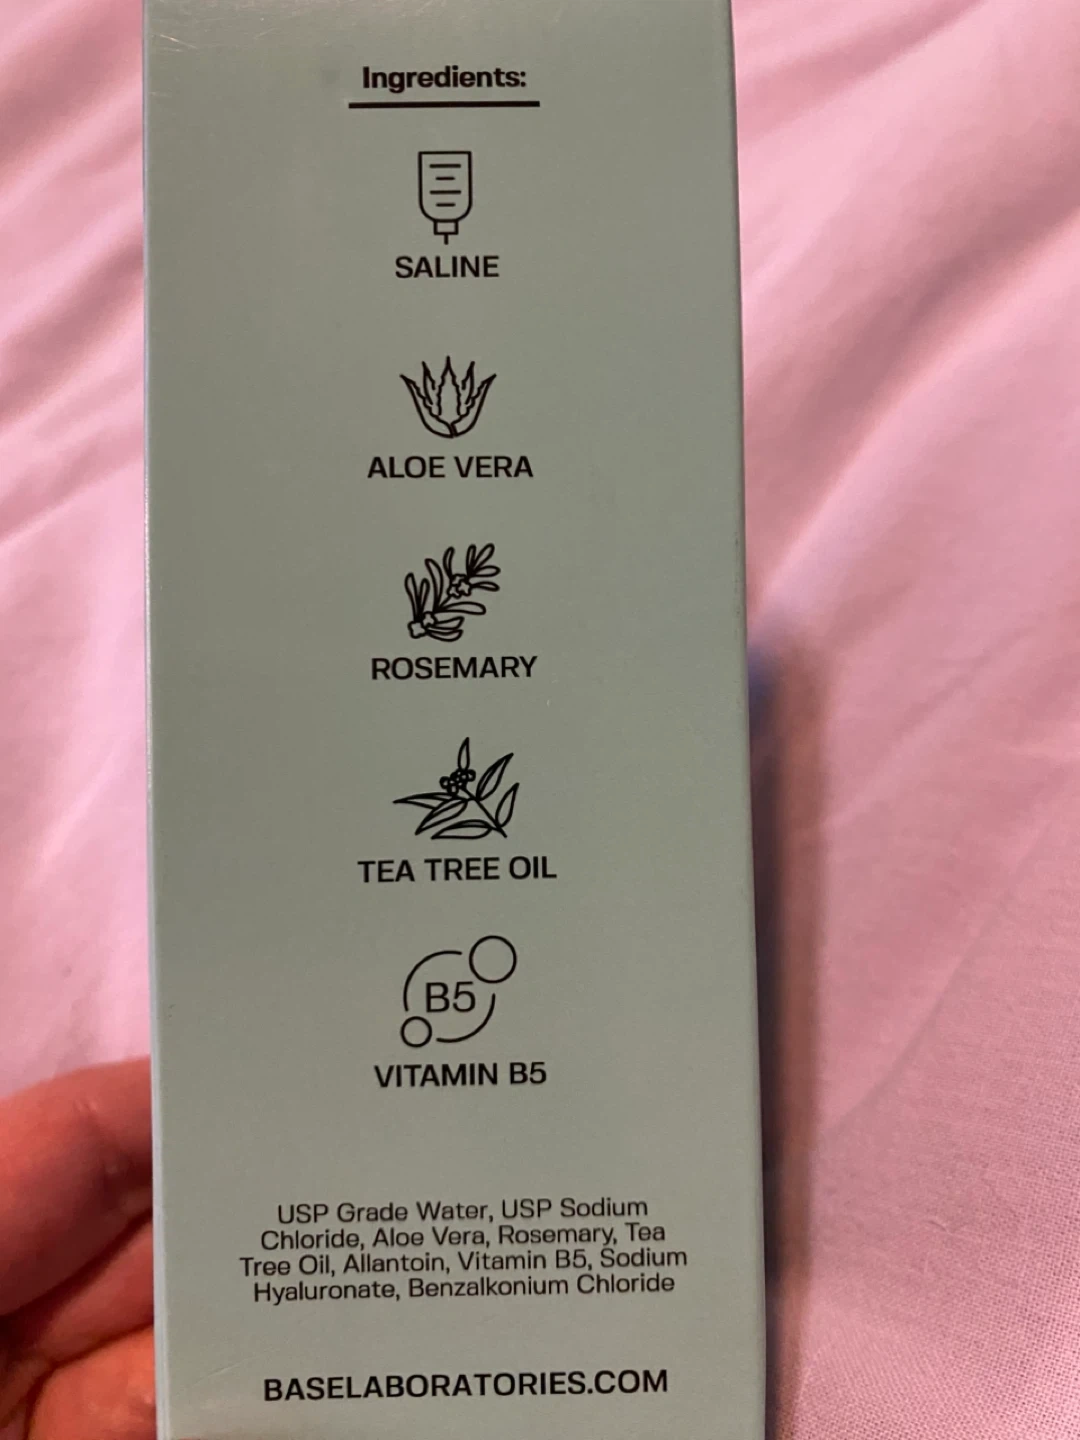 Ingredients:
SALINE
ALOE VERA
ROSEMARY
TEA TREE OIL
B5
VITAMIN B5
USP Grade Water, USP Sodium
Chloride, Aloe Vera, Rosemary, Tea
Tree Oil, Allantoin, Vitamin B5, Sodium
Hyaluronate, Benzalkonium Chloride
BASELABORATORIES.COM